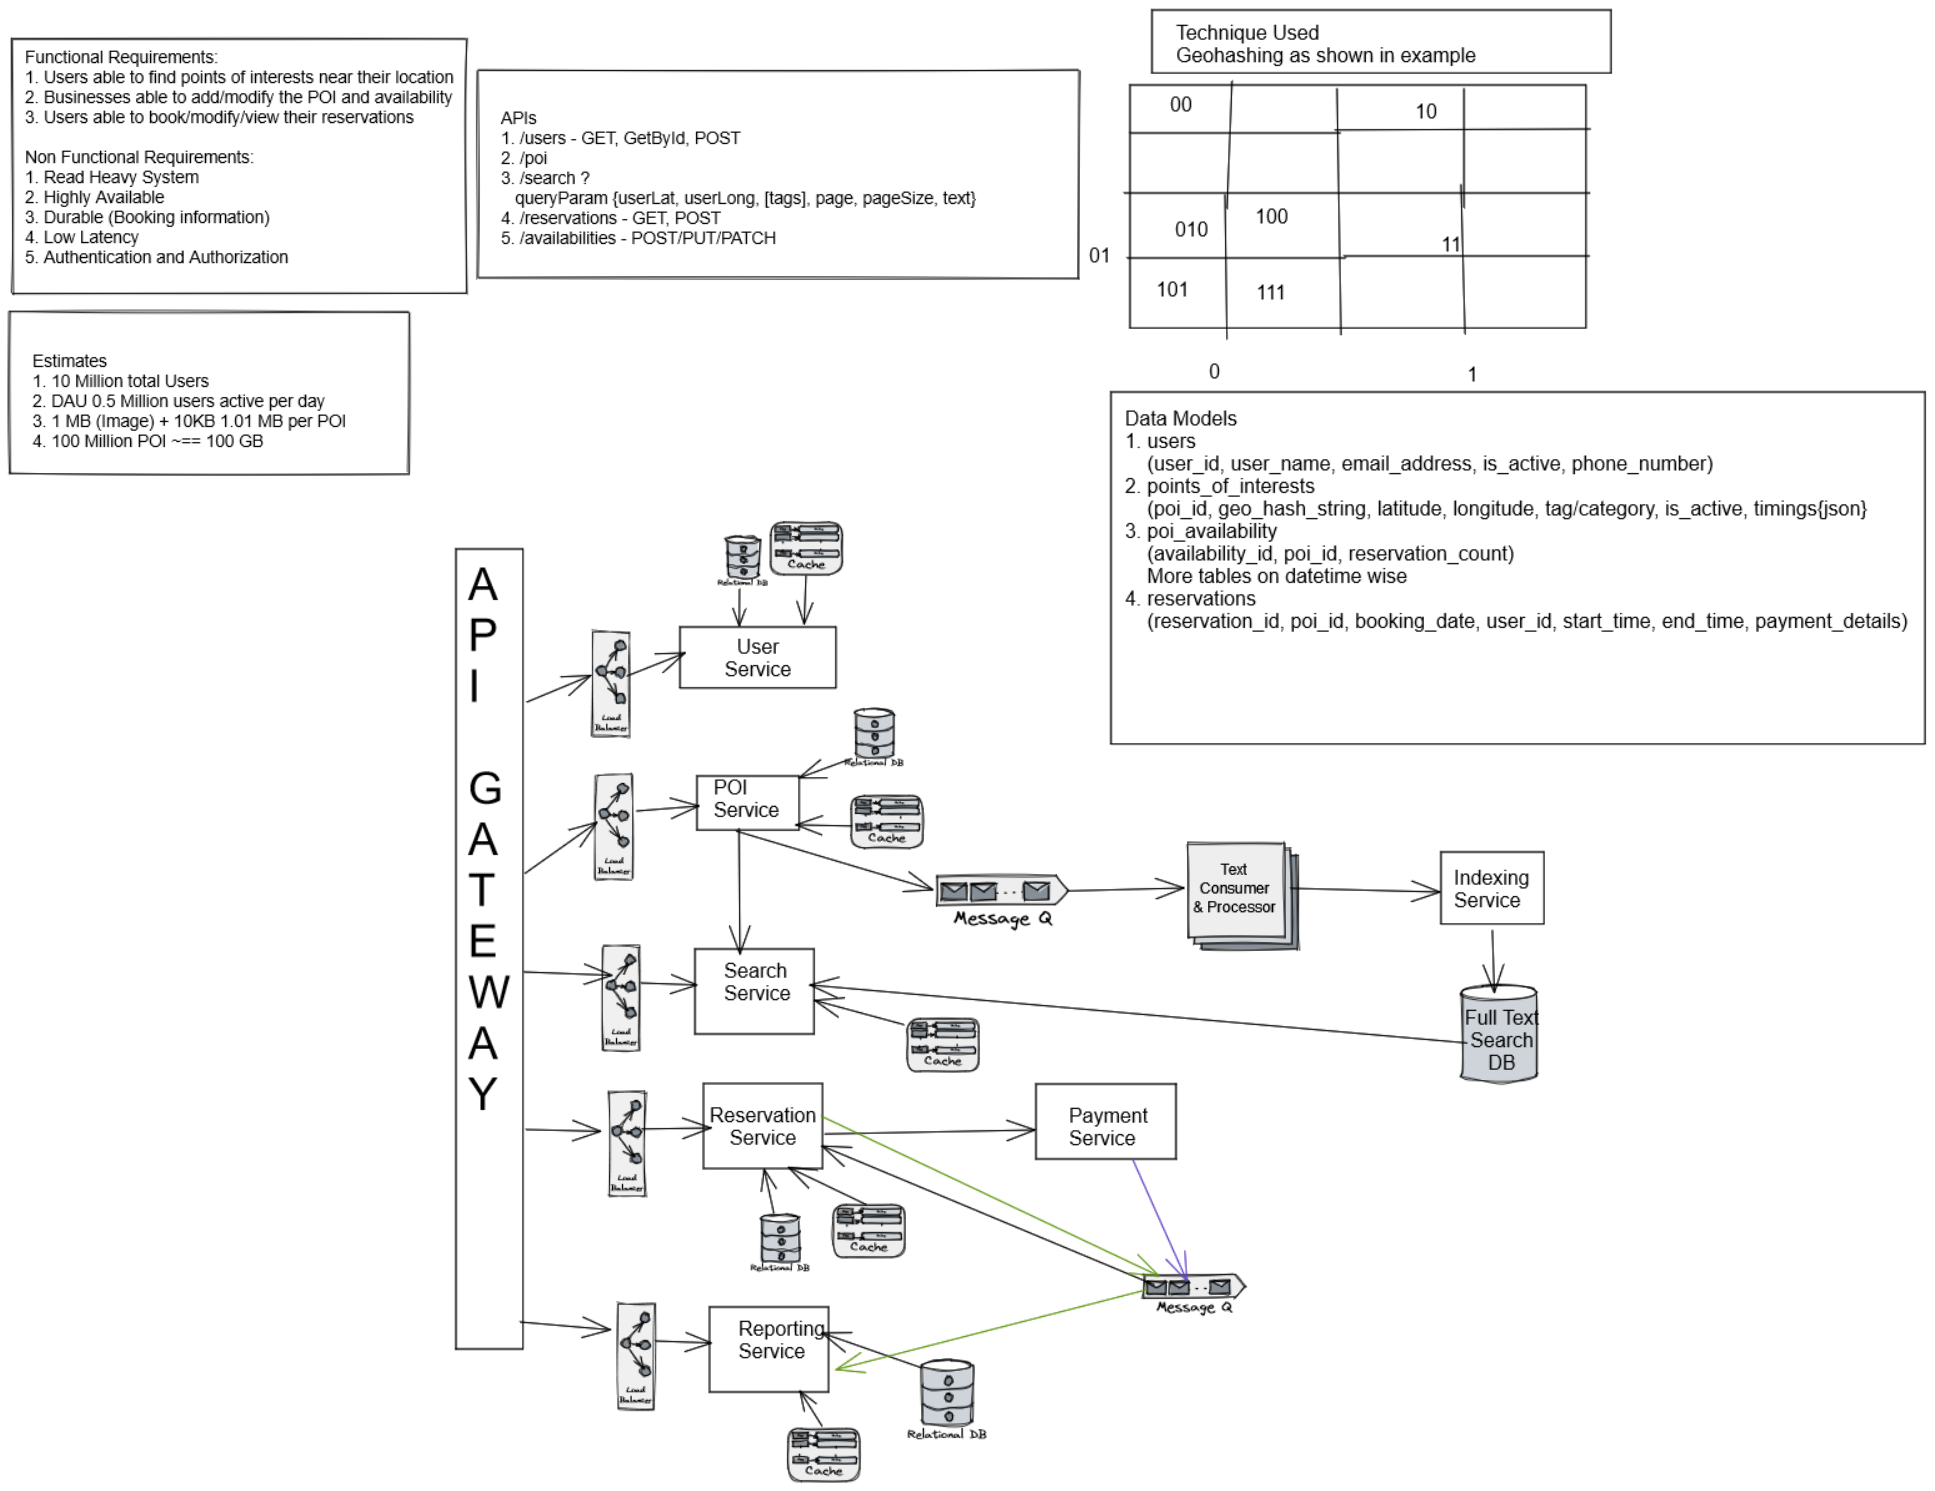 Functional Requirements:
1. Users able to find points of interests near their location
2. Businesses able to add/modify the POI and availability
3. Users able to book/modify/view their reservations
Non Functional Requirements:
1. Read Heavy System
2. Highly Available
3. Durable (Booking information)
4. Low Latency
5. Authentication and Authorization
APIs
1. /users - GET, GetById, POST
2. /poi
3. /search ?
queryParam {userLat, userLong, [tags], page, pageSize, text}
4. /reservations - GET, POST
5. /availabilities - POST/PUT/PATCH
Technique Used
Geohashing as shown in example
00
10
010
100
11
01
101
111
0
1
Estimates
1. 10 Million total Users
2. DAU 0.5 Million users active per day
3. 1 MB (Image) + 10KB 1.01 MB per POI
4. 100 Million POI ~== 100 GB
Data Models
1. users
(user_id, user_name, email_address, is_active, phone_number)
2. points_of_interests
(poi_id, geo_hash_string, latitude, longitude, tag/category, is_active, timings{json}
3. poi_availability
(availability_id, poi_id, reservation_count)
More tables on datetime wise
4. reservations
(reservation_id, poi_id, booking_date, user_id, start_time, end_time, payment_details)
API GATEWAY
Relational DB
Cache
Load
Balancer
User
Service
Relational DB
Load
Balancer
POI
Service
Cache
Message Q
Text
Consumer
& Processor
Indexing
Service
Load
Balancer
Search
Service
Cache
Full Text
Search
DB
Load
Balancer
Reservation
Service
Payment
Service
Relational DB
Cache
Message Q
Load
Balancer
Reporting
Service
Relational DB
Cache